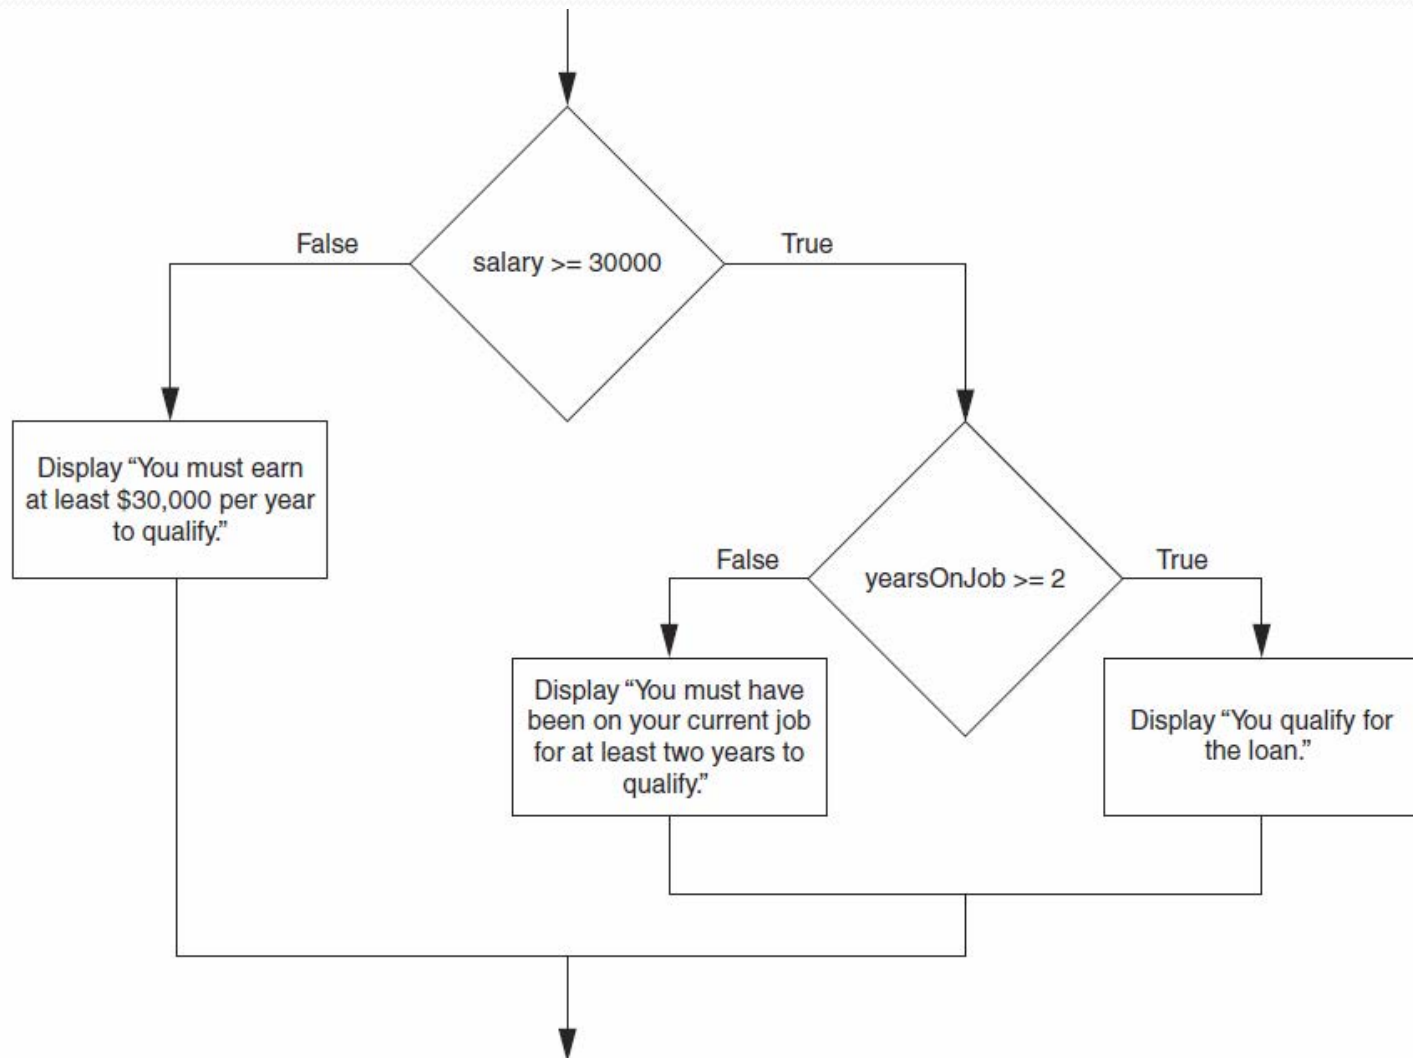 False
True
salary >= 30000
Display “You must earn
at least $30,000 per year
to qualify.”
False
True
yearsOnJob >= 2
Display “You must have
been on your current job
for at least two years to
qualify.”
Display “You qualify for
the loan.”